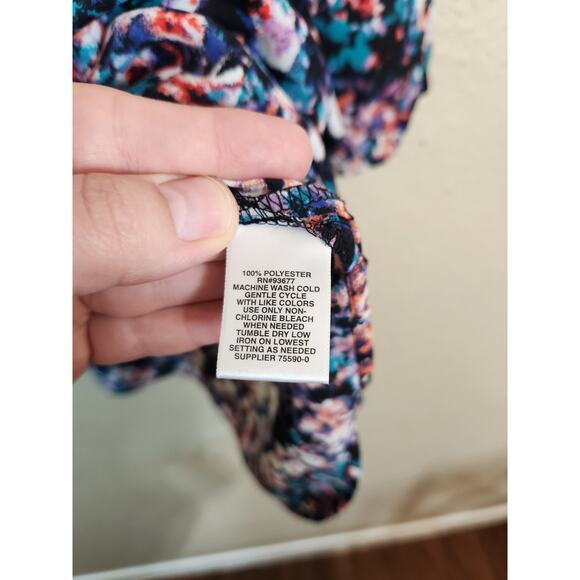 100% POLYESTER
RN#93677
MACHINE WASH COLD
GENTLE CYCLE
WITH LIKE COLORS
USE ONLY NON-
CHLORINE BLEACH
WHEN NEEDED
TUMBLE DRY LOW
IRON ON LOWEST
SETTING AS NEEDED
SUPPLIER 75590-0